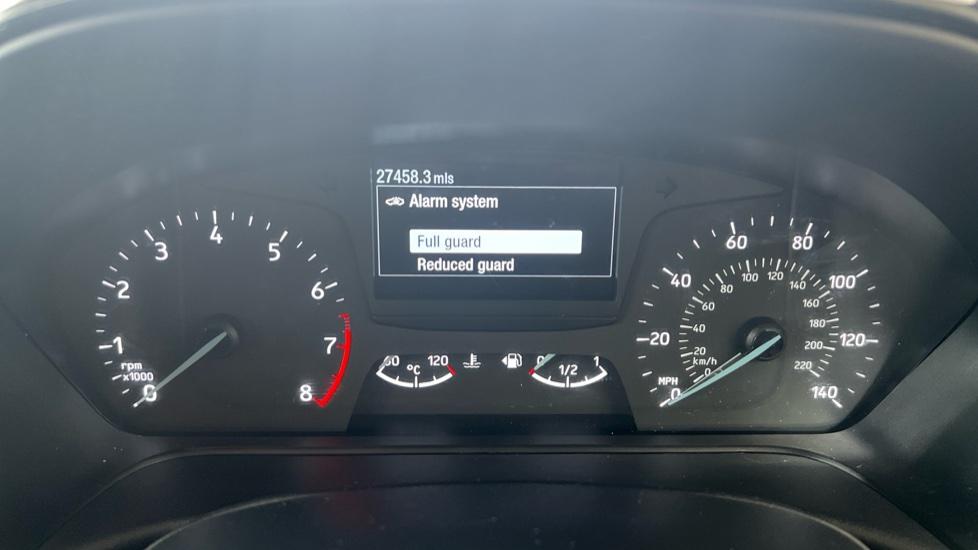 27458.3 mls
Alarm system
Full guard
Reduced guard
0 1 2 3 4 5 6 7 8
rpm
x1000
120
°C
0 1/2 1
0 20 40 60 80 100 120 140
MPH
0 20 40 60 80 100 120 140 160 180 200 220
km/h